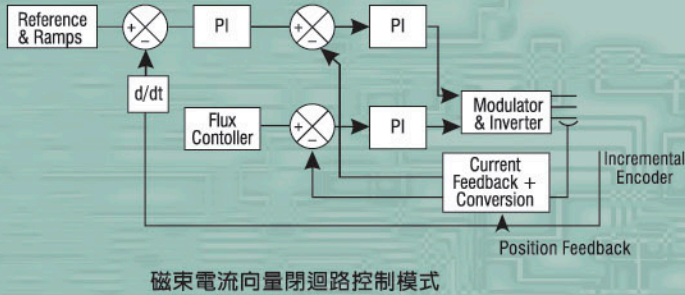 Reference
& Ramps
+
−
PI
+
−
PI
d/dt
Flux
Contoller
+
−
PI
Modulator
& Inverter
Current
Feedback +
Conversion
Incremental
Encoder
Position Feedback
磁束電流向量閉迴路控制模式